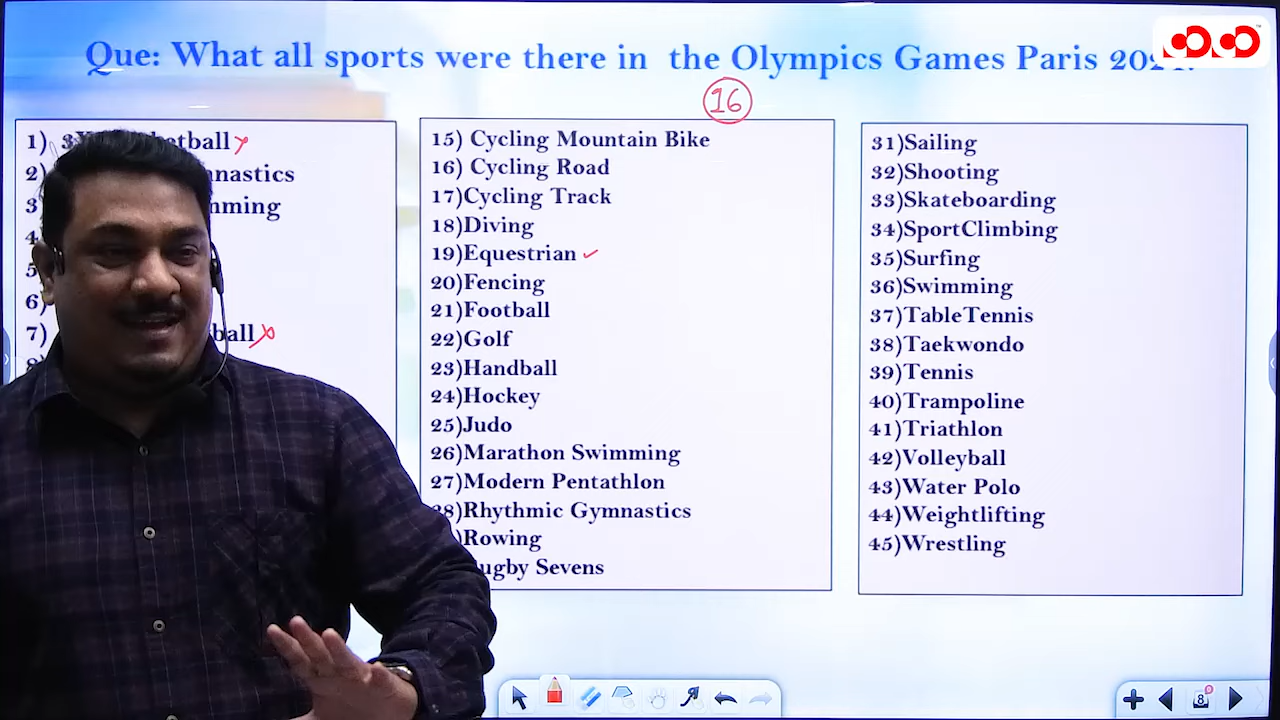 Que: What all sports were there in the Olympics Games Paris
16
1)
2) nastics
3)
5
6)
7) ball
15) Cycling Mountain Bike
16) Cycling Road
17)Cycling Track
18)Diving
19)Equestrian
20)Fencing
21)Football
22)Golf
23)Handball
24)Hockey
25)Judo
26)Marathon Swimming
27)Modern Pentathlon
28)Rhythmic Gymnastics
)Rowing
ugby Sevens
31)Sailing
32)Shooting
33)Skateboarding
34)SportClimbing
35)Surfing
36)Swimming
37)TableTennis
38)Taekwondo
39)Tennis
40)Trampoline
41)Triathlon
42)Volleyball
43)Water Polo
44)Weightlifting
45)Wrestling
8